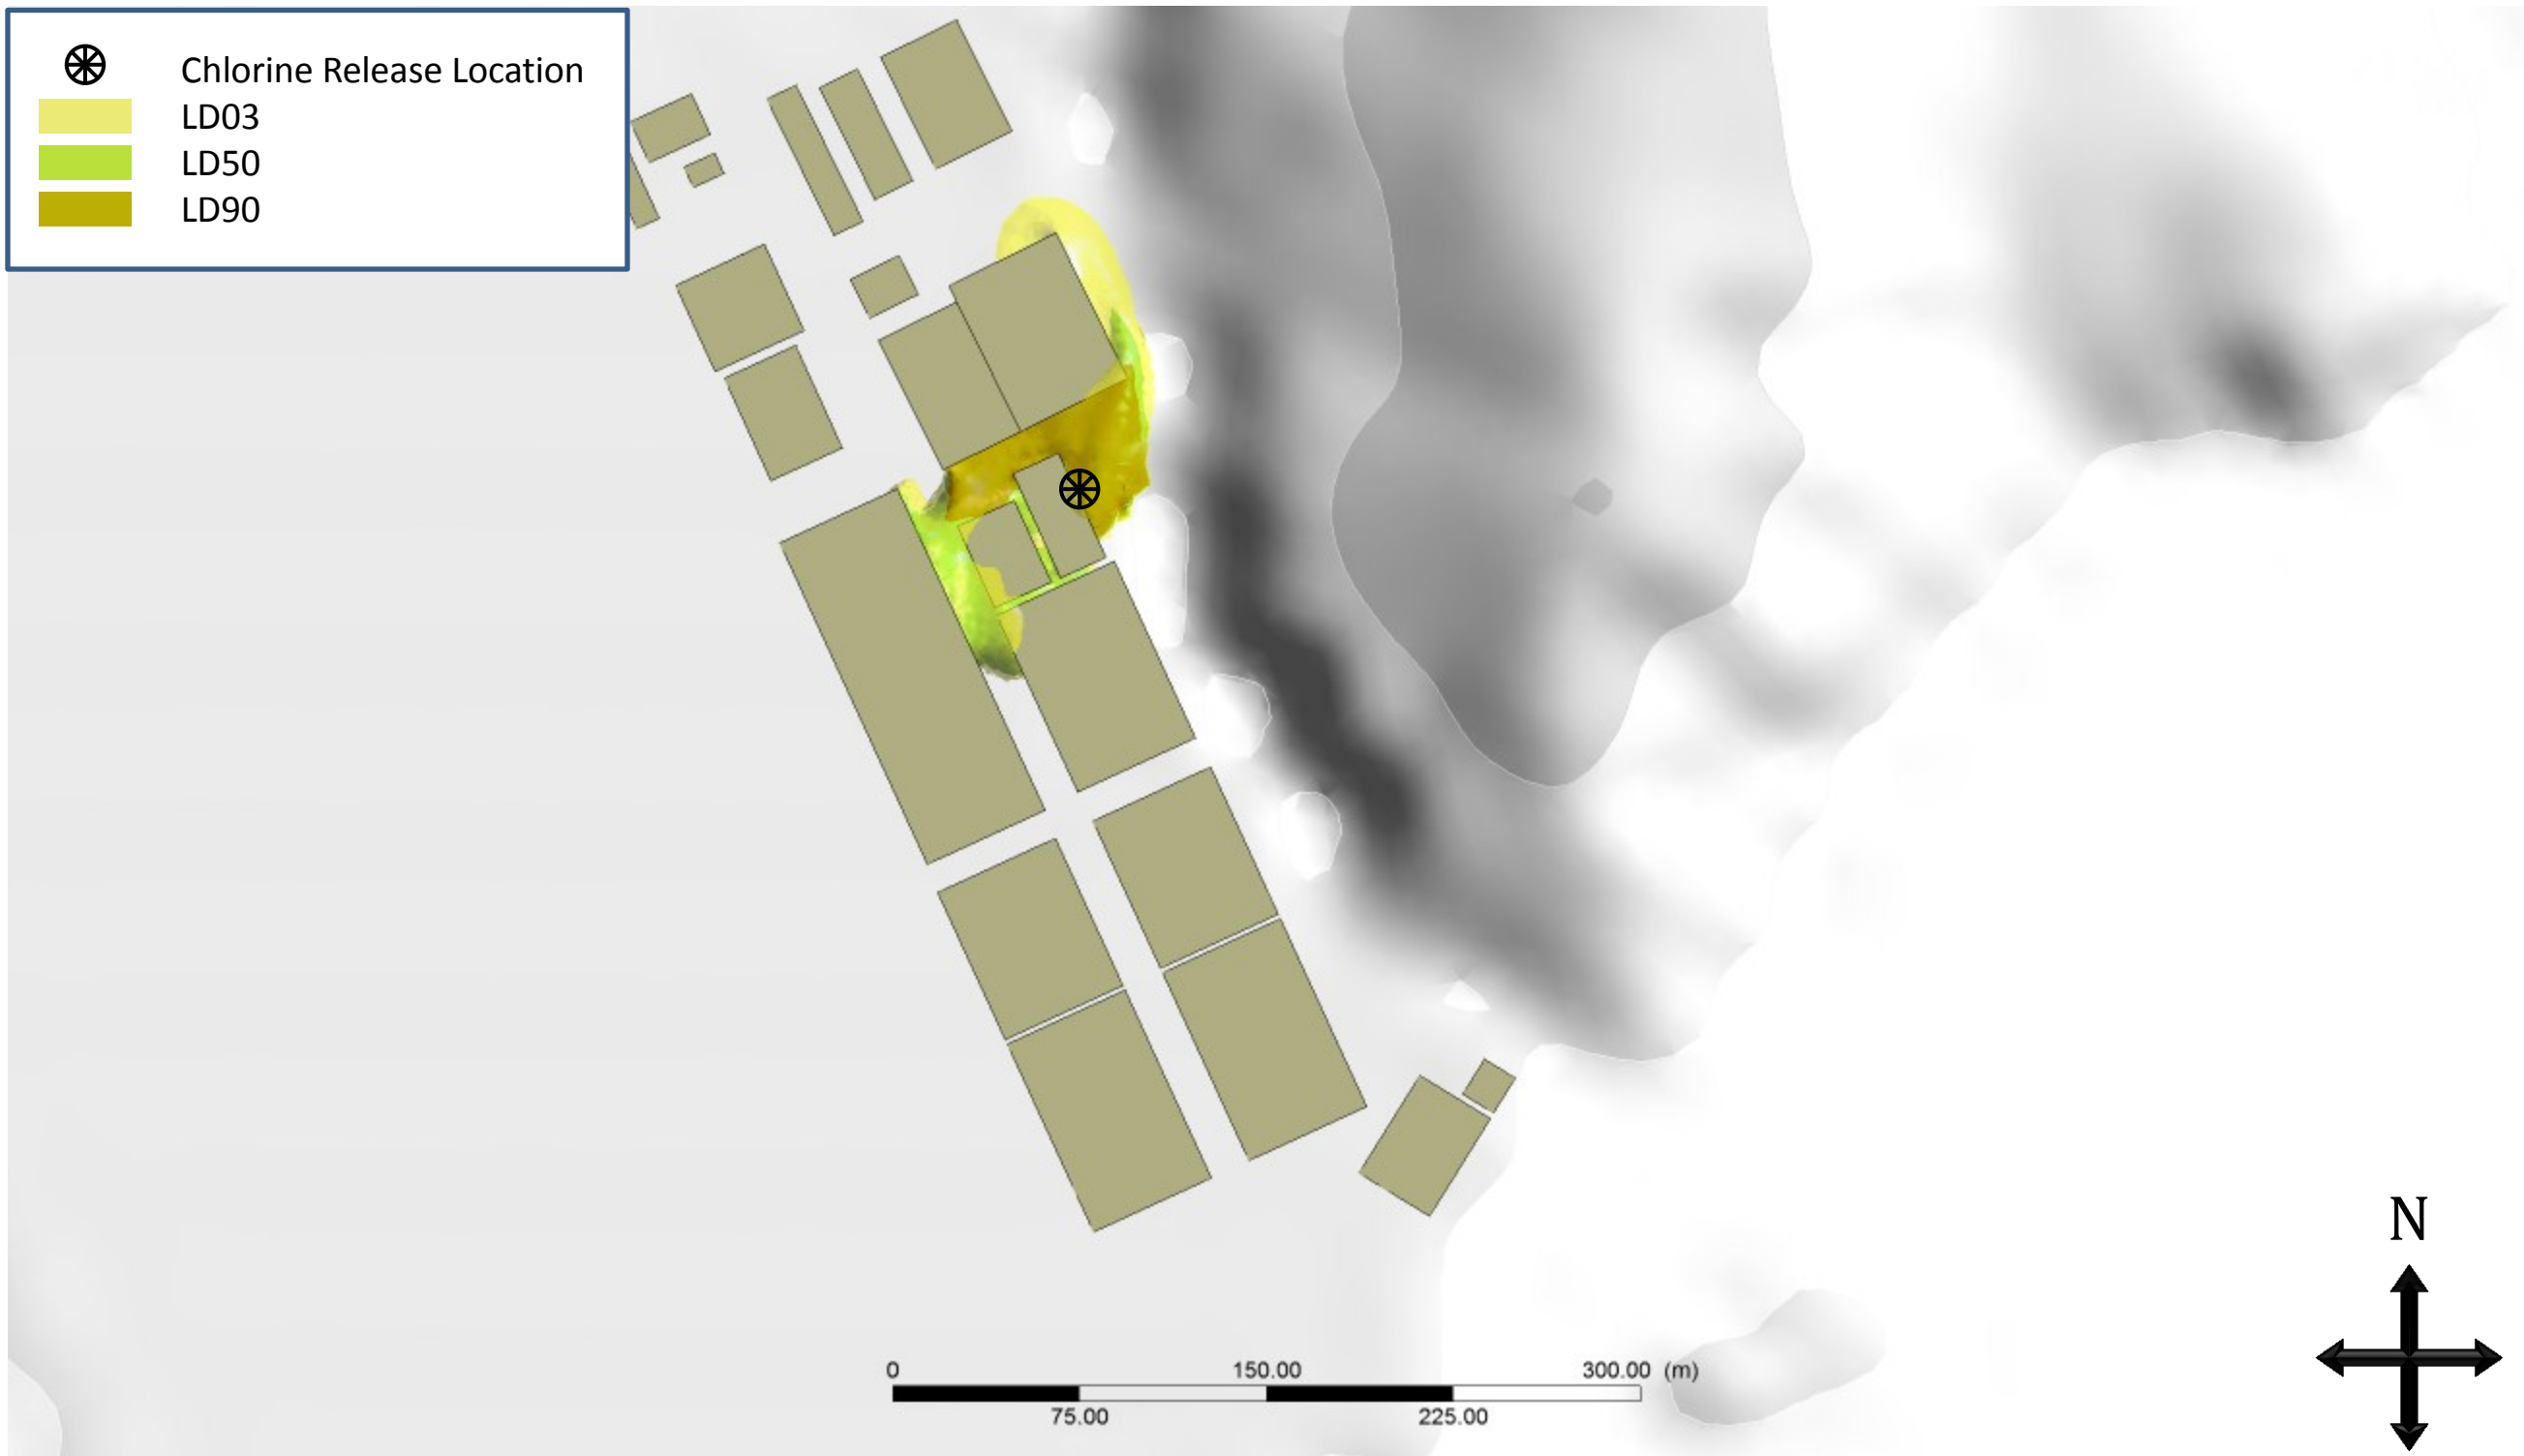 Chlorine Release Location
LD03
LD50
LD90
N
0 150.00 300.00 (m)
75.00 225.00